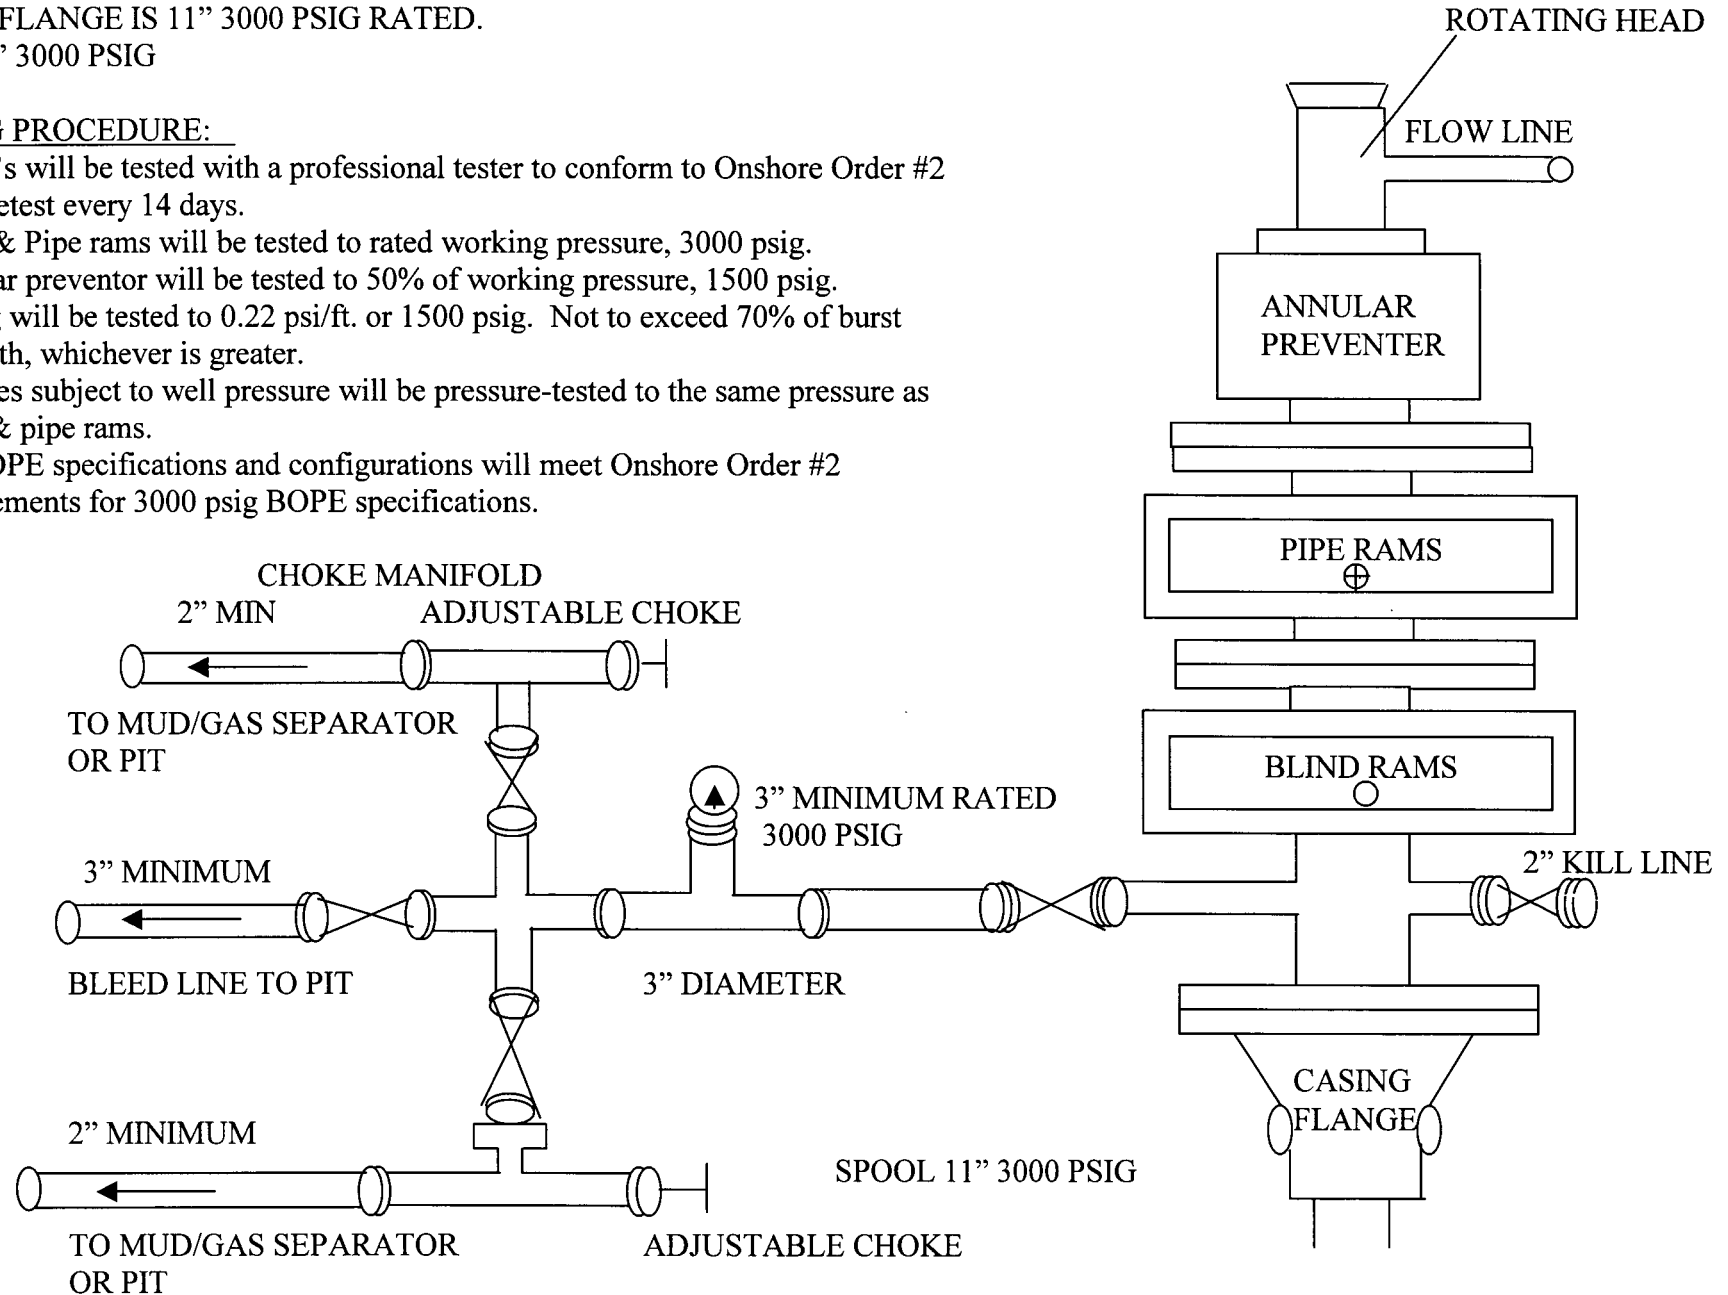 FLANGE IS 11” 3000 PSIG RATED.
” 3000 PSIG
G PROCEDURE:
’s will be tested with a professional tester to conform to Onshore Order #2
etest every 14 days.
& Pipe rams will be tested to rated working pressure, 3000 psig.
ar preventor will be tested to 50% of working pressure, 1500 psig.
will be tested to 0.22 psi/ft. or 1500 psig.  Not to exceed 70% of burst
th, whichever is greater.
es subject to well pressure will be pressure-tested to the same pressure as
& pipe rams.
OPE specifications and configurations will meet Onshore Order #2
ements for 3000 psig BOPE specifications.
ROTATING HEAD
FLOW LINE
ANNULAR
PREVENTER
PIPE RAMS
BLIND RAMS
2” KILL LINE
CASING
FLANGE
CHOKE MANIFOLD
2” MIN
ADJUSTABLE CHOKE
TO MUD/GAS SEPARATOR
OR PIT
3” MINIMUM RATED
3000 PSIG
3” MINIMUM
BLEED LINE TO PIT
3” DIAMETER
2” MINIMUM
SPOOL 11” 3000 PSIG
TO MUD/GAS SEPARATOR
OR PIT
ADJUSTABLE CHOKE